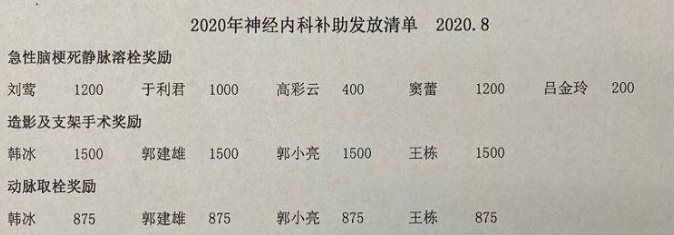 2020年神经内科补助发放清单 2020.8
急性脑梗死静脉溶栓奖励
刘莺 1200 于利君 1000 高彩云 400 窦蕾 1200 吕金玲 200
造影及支架手术奖励
韩冰 1500 郭建雄 1500 郭小亮 1500 王栋 1500
动脉取栓奖励
韩冰 875 郭建雄 875 郭小亮 875 王栋 875